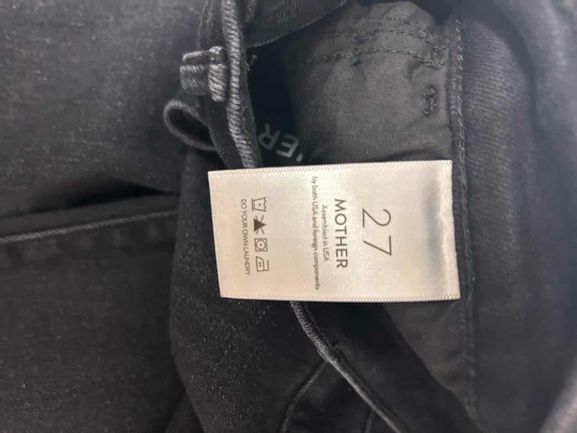 27
MOTHER
Assembled in USA
by both USA and foreign components
DO YOUR OWN LAUNDRY